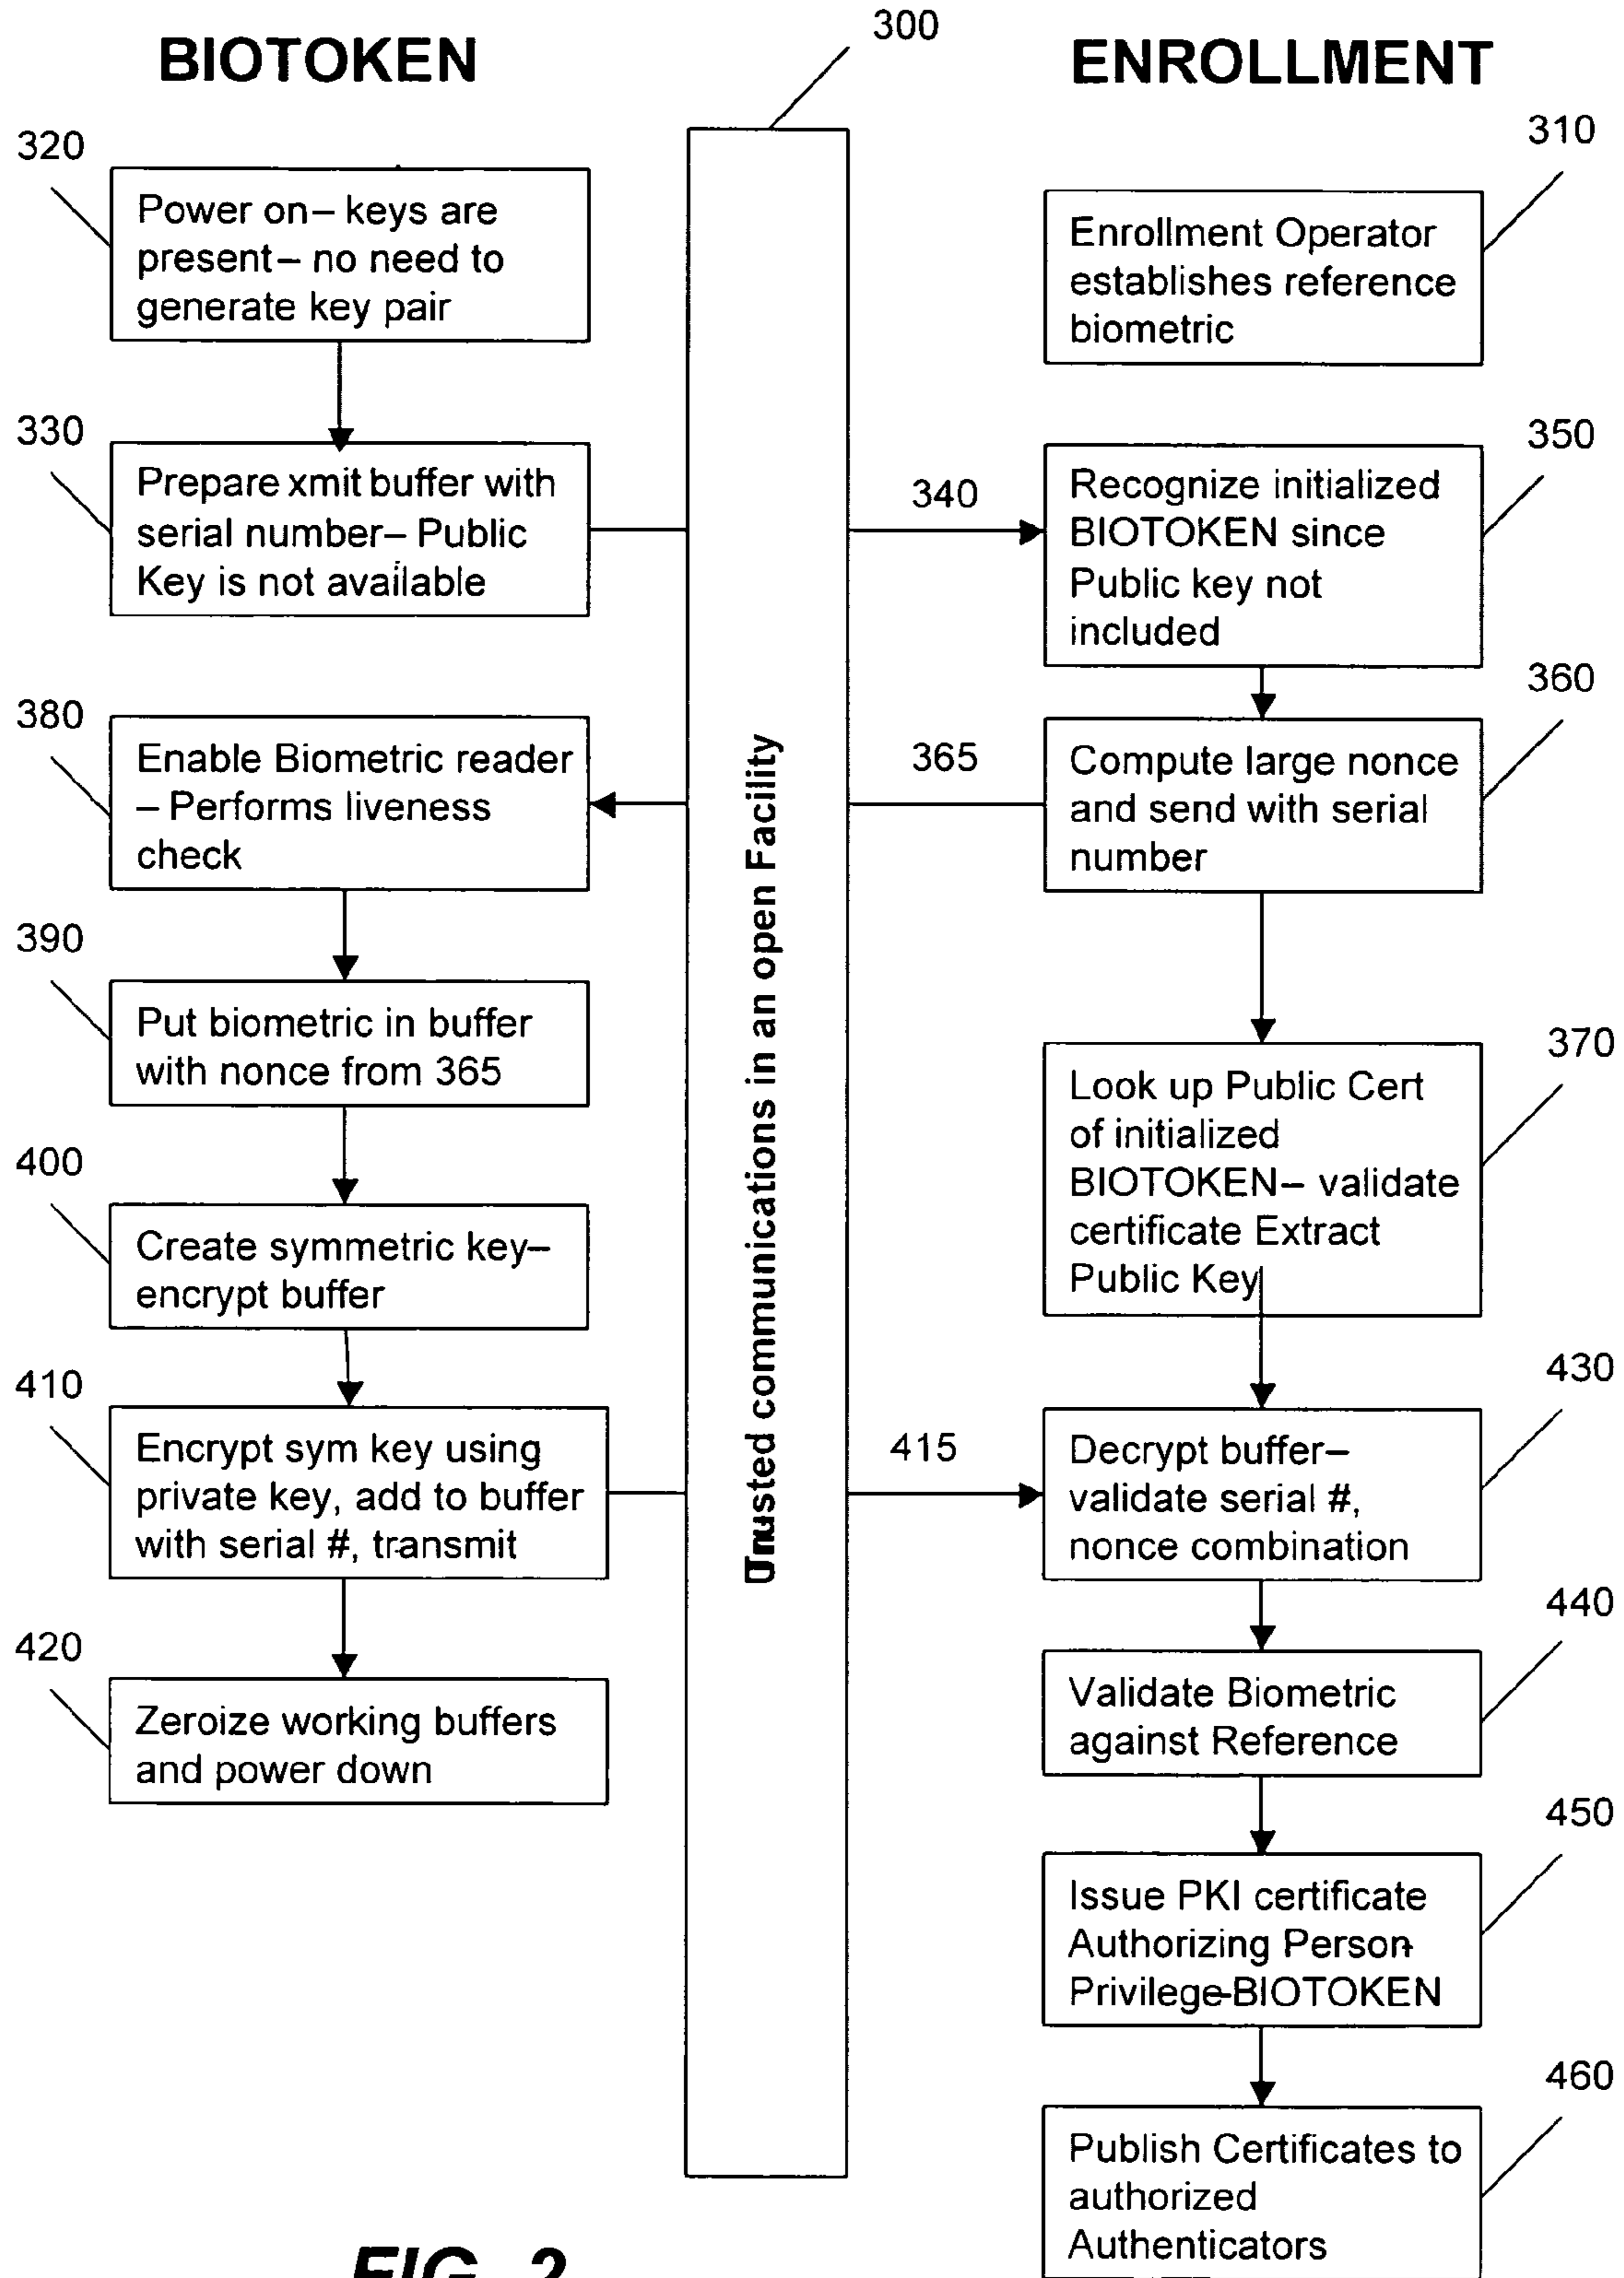 300
BIOTOKEN
ENROLLMENT
320
Power on– keys are
present– no need to
generate key pair
310
Enrollment Operator
establishes reference
biometric
330
Prepare xmit buffer with
serial number– Public
Key is not available
340
350
Recognize initialized
BIOTOKEN since
Public key not
included
360
Compute large nonce
and send with serial
number
365
380
Enable Biometric reader
– Performs liveness
check
390
Put biometric in buffer
with nonce from 365
370
Look up Public Cert
of initialized
BIOTOKEN– validate
certificate Extract
Public Key
400
Create symmetric key–
encrypt buffer
410
Encrypt sym key using
private key, add to buffer
with serial #, transmit
415
430
Decrypt buffer–
validate serial #,
nonce combination
420
Zeroize working buffers
and power down
440
Validate Biometric
against Reference
450
Issue PKI certificate
Authorizing Person-
Privilege-BIOTOKEN
460
Publish Certificates to
authorized
Authenticators
communications in an open Facility
FIG. 2